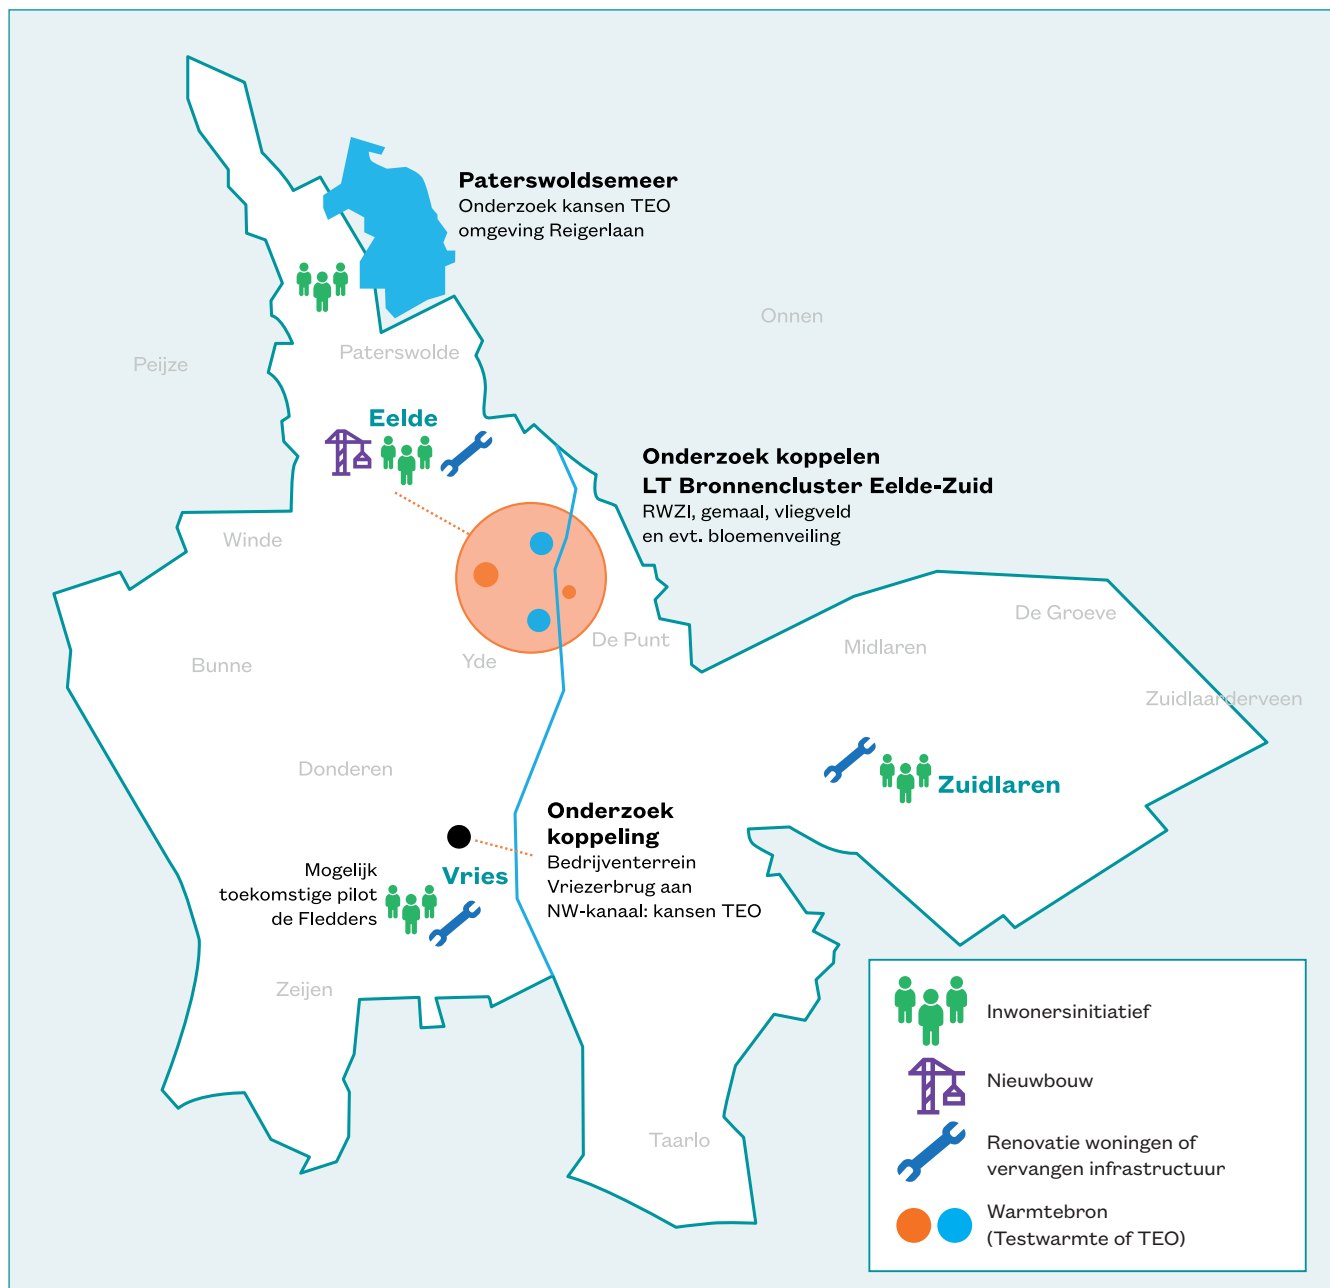 Paterswoldsemeer
Onderzoek kansen TEO
omgeving Reigerlaan
Onnen
Peijze
Paterswolde
Eelde
Onderzoek koppelen
LT Bronnencluster Eelde-Zuid
RWZI, gemaal, vliegveld
en evt. bloemenveiling
Winde
De Groeve
De Punt
Midlaren
Bunne
Yde
Zuidlaarderveen
Donderen
Zuidlaren
Onderzoek
koppeling
Bedrijventerrein
Vriezerbrug aan
NW-kanaal: kansen TEO
Vries
Mogelijk
toekomstige pilot
de Fledders
Zeijen
Taarlo
Inwonersinitiatief
Nieuwbouw
Renovatie woningen of
vervangen infrastructuur
Warmtebron
(Testwarmte of TEO)